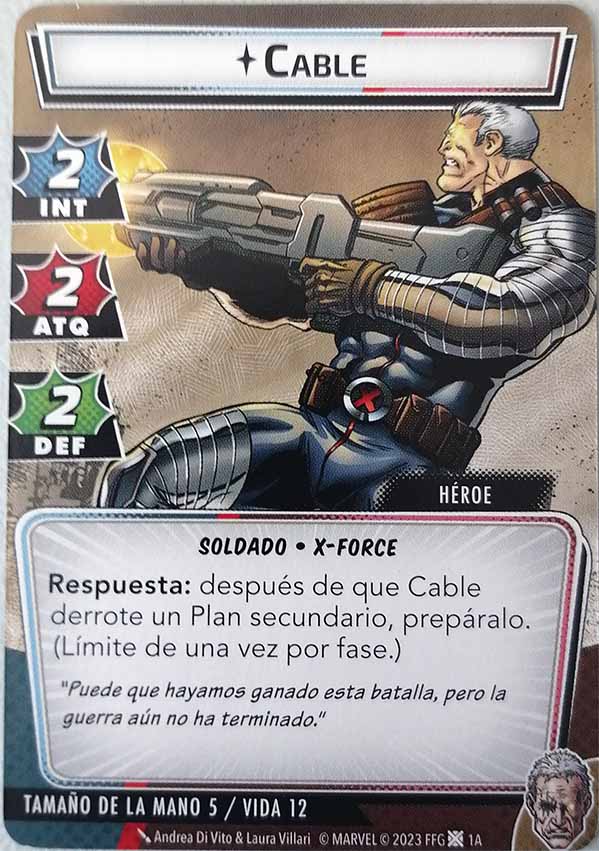 CABLE
2
INT
2
ATQ
2
DEF
HÉROE
SOLDADO • X-FORCE
Respuesta: después de que Cable
derrote un Plan secundario, prepáralo.
(Límite de una vez por fase.)
"Puede que hayamos ganado esta batalla, pero la
guerra aún no ha terminado."
TAMAÑO DE LA MANO 5 / VIDA 12
Andrea Di Vito & Laura Villari © MARVEL © 2023 FFG 1A